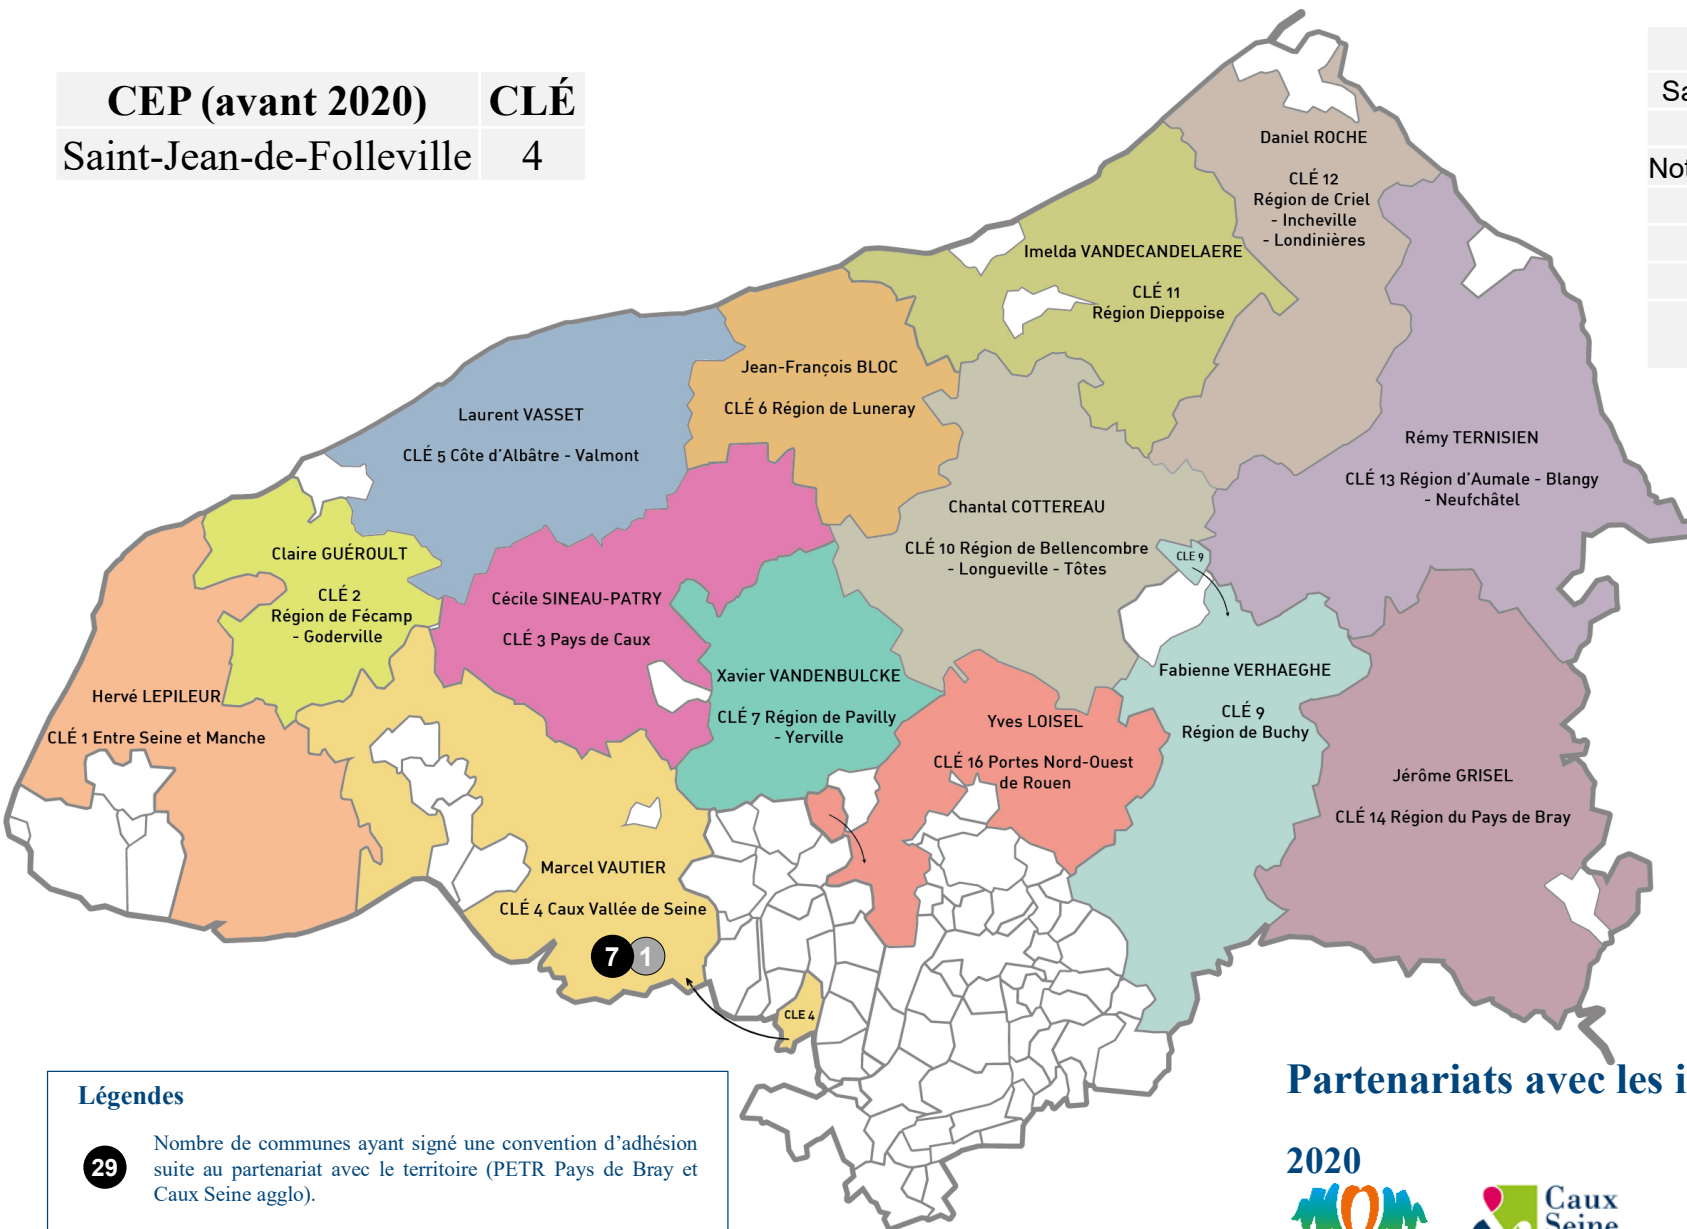 CEP (avant 2020) CLÉ
Saint-Jean-de-Folleville 4
Daniel ROCHE
CLÉ 12
Région de Criel
- Incheville
- Londinières
Imelda VANDECANDELAERE
CLÉ 11
Région Dieppoise
Jean-François BLOC
CLÉ 6 Région de Luneray
Laurent VASSET
CLÉ 5 Côte d'Albâtre - Valmont
Rémy TERNISIEN
CLÉ 13 Région d'Aumale - Blangy
- Neufchâtel
Chantal COTTEREAU
CLÉ 10 Région de Bellencombre
- Longueville - Tôtes
CLE 9
Claire GUÉROULT
CLÉ 2
Région de Fécamp
- Goderville
Cécile SINEAU-PATRY
CLÉ 3 Pays de Caux
Xavier VANDENBULCKE
CLÉ 7 Région de Pavilly
- Yerville
Fabienne VERHAEGHE
CLÉ 9
Région de Buchy
Hervé LEPILEUR
CLÉ 1 Entre Seine et Manche
Yves LOISEL
CLÉ 16 Portes Nord-Ouest
de Rouen
Jérôme GRISEL
CLÉ 14 Région du Pays de Bray
Marcel VAUTIER
CLÉ 4 Caux Vallée de Seine
7 1
CLE 4
Légendes
29
Nombre de communes ayant signé une convention d'adhésion
suite au partenariat avec le territoire (PETR Pays de Bray et
Caux Seine agglo).
Partenariats avec les i
2020
Caux
Seine
Sa
Not